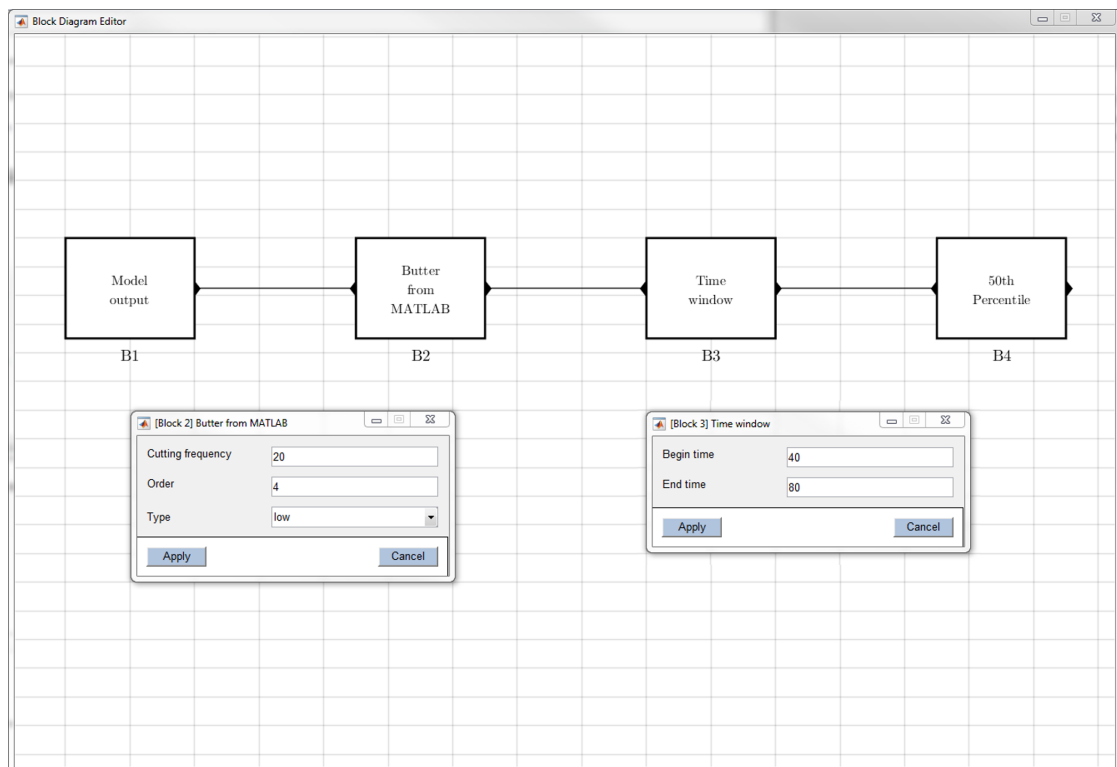 Block Diagram Editor
Model
output
B1
Butter
from
MATLAB
B2
Time
window
B3
50th
Percentile
B4
[Block 2] Butter from MATLAB
Cutting frequency 20
Order 4
Type low
Apply Cancel
[Block 3] Time window
Begin time 40
End time 80
Apply Cancel